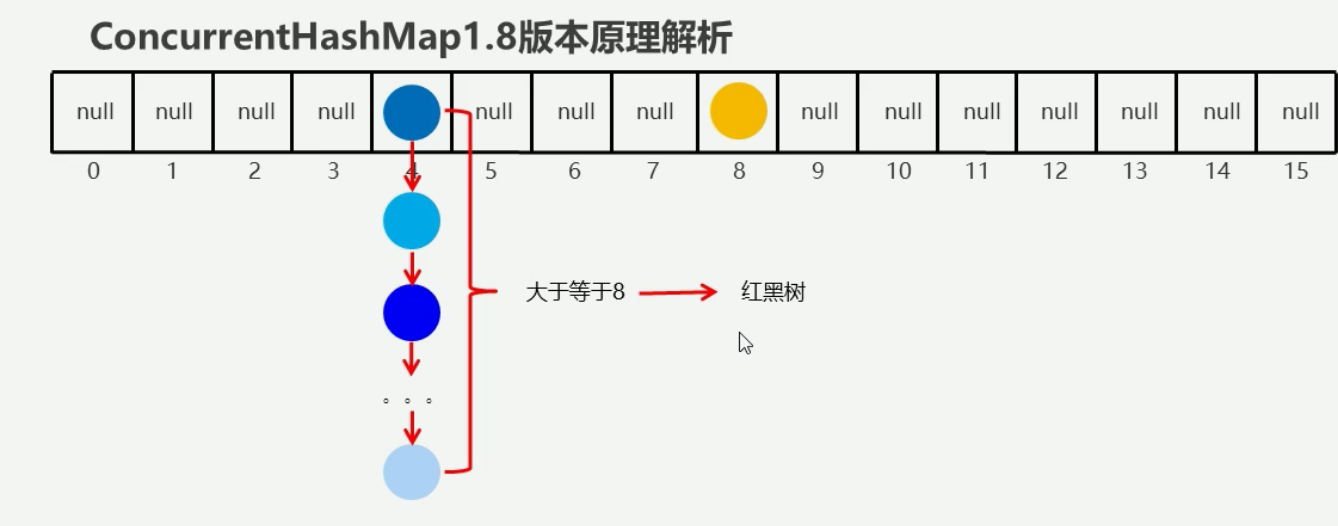 ConcurrentHashMap1.8版本原理解析
null null null null null null null null null null null null null null
0 1 2 3 4 5 6 7 8 9 10 11 12 13 14 15
大于等于8 红黑树
。。。